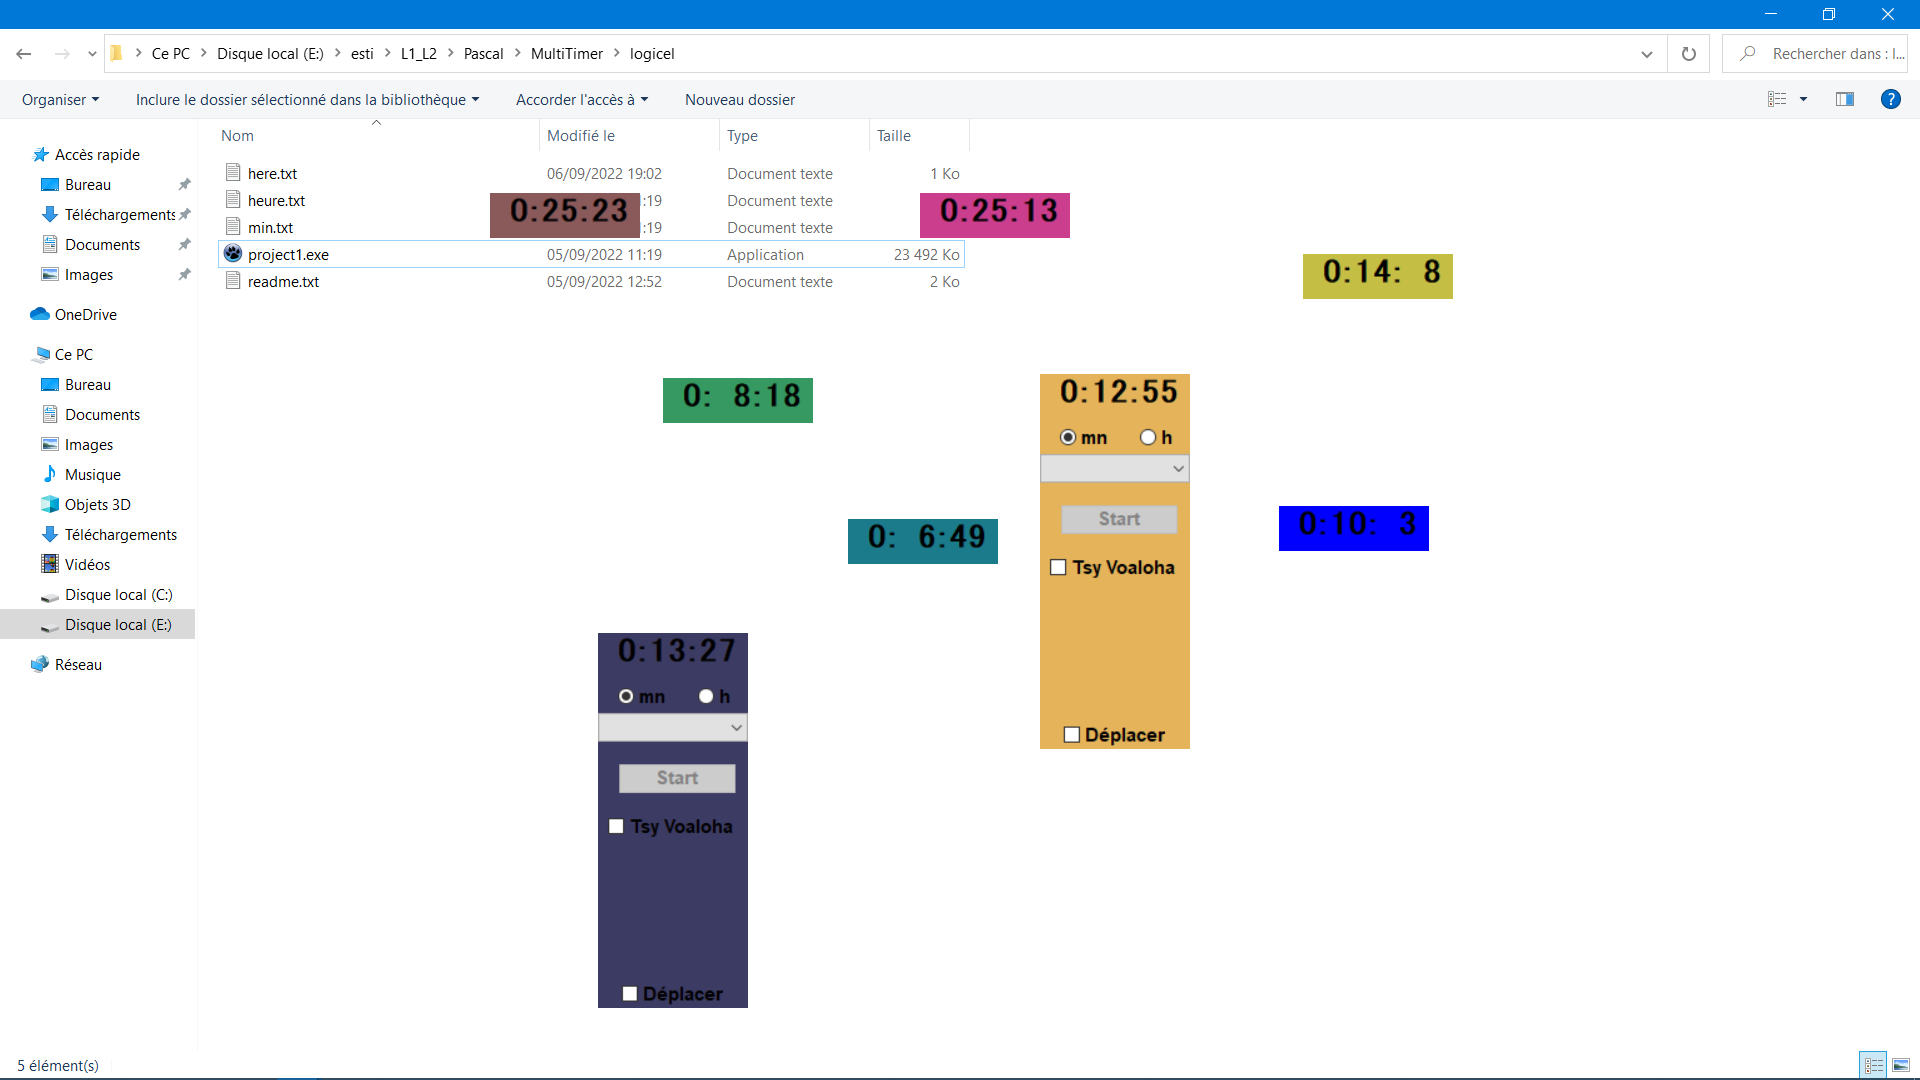 Ce PC > Disque local (E:) > esti > L1_L2 > Pascal > MultiTimer > logicel
Rechercher dans : l...
Organiser
Inclure le dossier sélectionné dans la bibliothèque
Accorder l'accès à
Nouveau dossier
?
Accès rapide
Bureau
Téléchargements
Documents
Images
OneDrive
Ce PC
Bureau
Documents
Images
Musique
Objets 3D
Téléchargements
Vidéos
Disque local (C:)
Disque local (E:)
Réseau
Nom Modifié le Type Taille
here.txt 06/09/2022 19:02 Document texte 1 Ko
heure.txt :19 Document texte
min.txt :19 Document texte
project1.exe 05/09/2022 11:19 Application 23 492 Ko
readme.txt 05/09/2022 12:52 Document texte 2 Ko
0:25:23
0:25:13
0:14: 8
0: 8:18
0:12:55
mn h
Start
Tsy Voaloha
Déplacer
0: 6:49
0:10: 3
0:13:27
mn h
Start
Tsy Voaloha
Déplacer
5 élément(s)